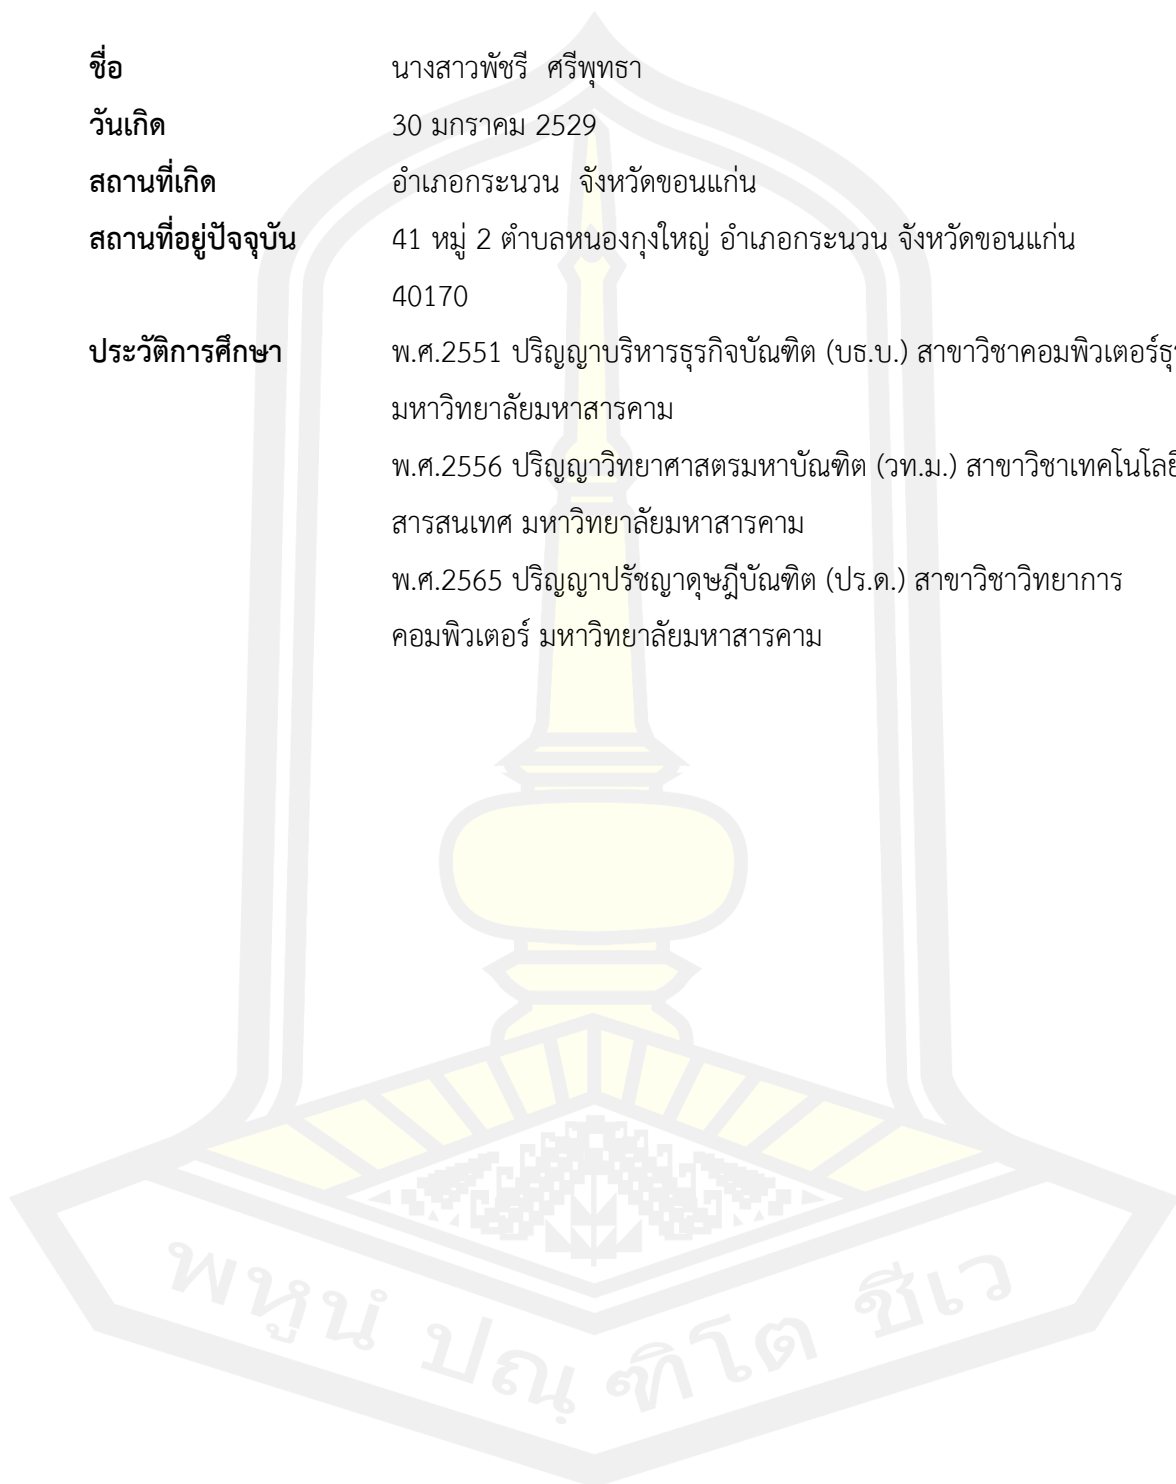 ชื่อ นางสาวพัชรี ศรีพุทธา
วันเกิด 30 มกราคม 2529
สถานที่เกิด อำเภอกระนวน จังหวัดขอนแก่น
สถานที่อยู่ปัจจุบัน 41 หมู่ 2 ตำบลหนองกุงใหญ่ อำเภอกระนวน จังหวัดขอนแก่น
40170
ประวัติการศึกษา พ.ศ.2551 ปริญญาบริหารธุรกิจบัณฑิต (บธ.บ.) สาขาวิชาคอมพิวเตอร์ธุ
มหาวิทยาลัยมหาสารคาม
พ.ศ.2556 ปริญญาวิทยาศาสตรมหาบัณฑิต (วท.ม.) สาขาวิชาเทคโนโลยี
สารสนเทศ มหาวิทยาลัยมหาสารคาม
พ.ศ.2565 ปริญญาปรัชญาดุษฎีบัณฑิต (ปร.ด.) สาขาวิชาวิทยาการ
คอมพิวเตอร์ มหาวิทยาลัยมหาสารคาม
พหูนํ ปณฺ ฑิโต ชีเว